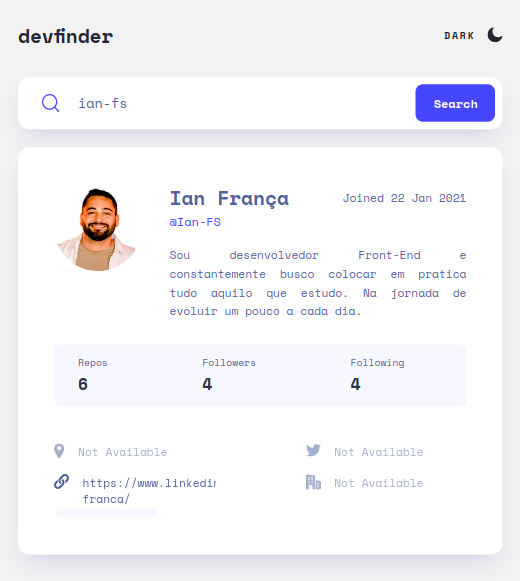 devfinder
DARK
ian-fs
Search
Ian França
Joined 22 Jan 2021
@Ian-FS
Sou desenvolvedor Front-End e
constantemente busco colocar em pratica
tudo aquilo que estudo. Na jornada de
evoluir um pouco a cada dia.
Repos Followers Following
6 4 4
Not Available
Not Available
https://www.linkedin
franca/
Not Available